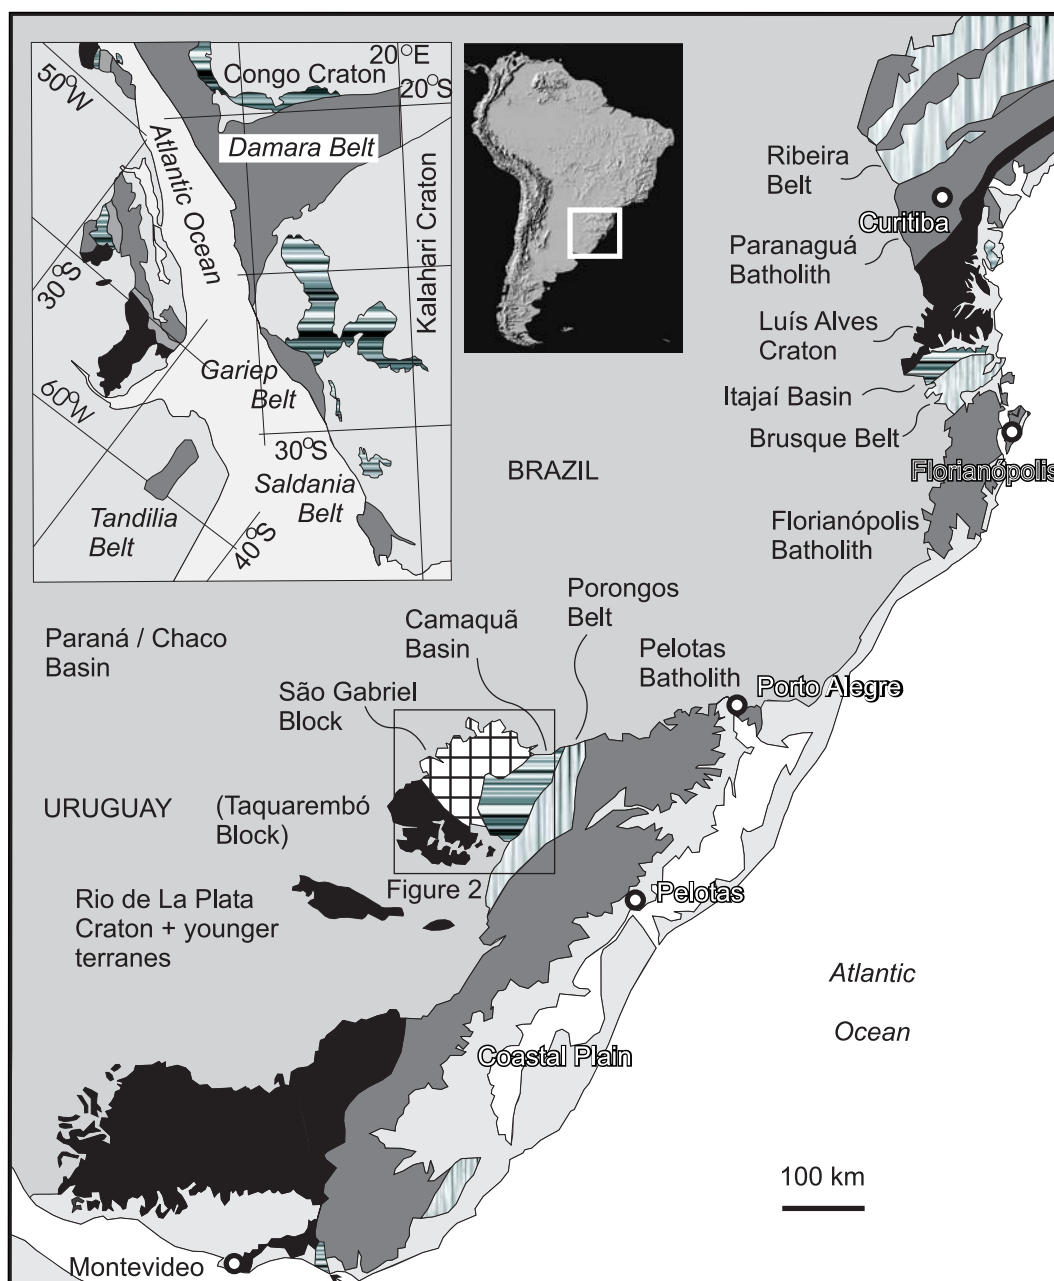 20°E
Congo Craton
20°S
50°W
Atlantic Ocean
Damara Belt
Kalahari Craton
30°S
Gariep
Belt
60°W
30°S
Saldania
Belt
Tandilia
Belt
40°S
Ribeira
Belt
Curitiba
Paranaguá
Batholith
Luís Alves
Craton
Itajaí Basin
Brusque Belt
BRAZIL
Florianópolis
Florianópolis
Batholith
Porongos
Belt
Camaquã
Basin
Paraná / Chaco
Basin
Pelotas
Batholith
Porto Alegre
São Gabriel
Block
URUGUAY
(Taquarembó
Block)
Figure 2
Pelotas
Rio de La Plata
Craton + younger
terranes
Atlantic
Ocean
Coastal Plain
100 km
Montevideo